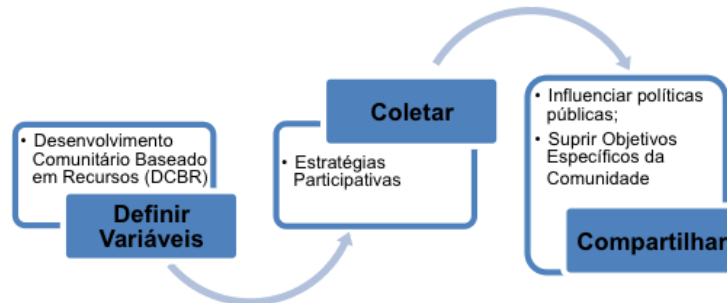 • Desenvolvimento
Comunitário Baseado
em Recursos (DCBR)
Definir
Variáveis
Coletar
• Estratégias
Participativas
• Influenciar políticas
públicas;
• Suprir Objetivos
Específicos da
Comunidade
Compartilhar